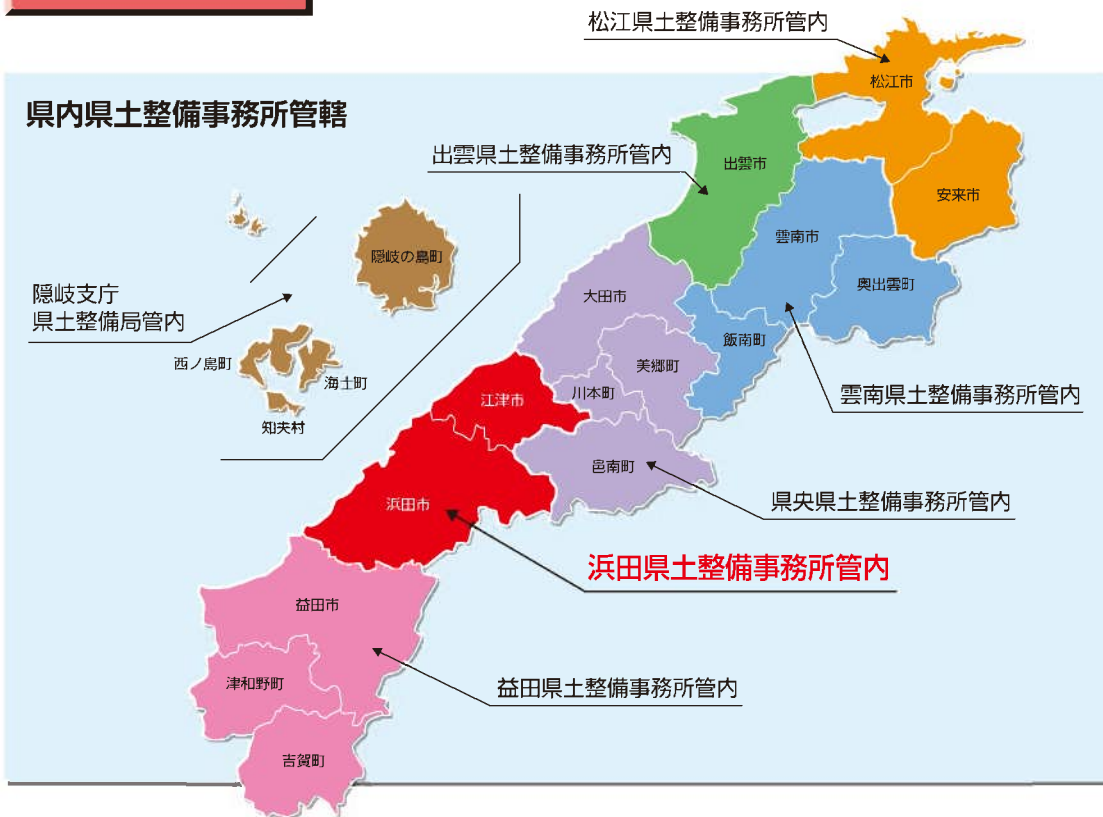 松江県土整備事務所管内
松江市
県内県土整備事務所管轄
出雲県土整備事務所管内
出雲市
安来市
雲南市
隠岐の島町
奥出雲町
隠岐支庁
県土整備局管内
大田市
飯南町
西ノ島町
美郷町
海士町
川本町
雲南県土整備事務所管内
江津市
知夫村
邑南町
浜田市
県央県土整備事務所管内
浜田県土整備事務所管内
益田市
津和野町
益田県土整備事務所管内
吉賀町